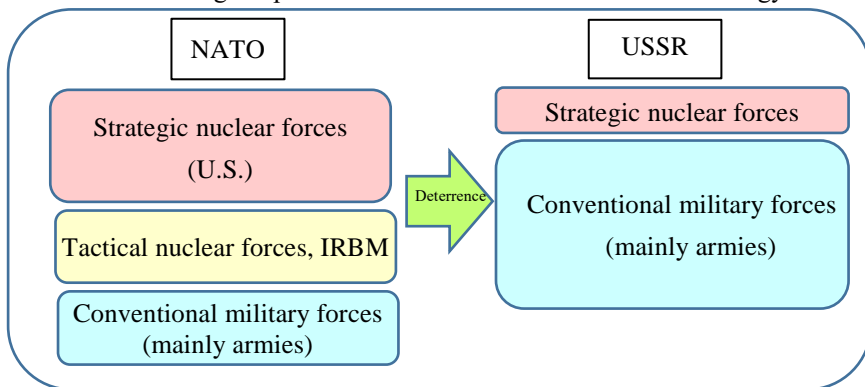 NATO
USSR
Strategic nuclear forces
(U.S.)
Tactical nuclear forces, IRBM
Conventional military forces
(mainly armies)
Deterrence
Strategic nuclear forces
Conventional military forces
(mainly armies)